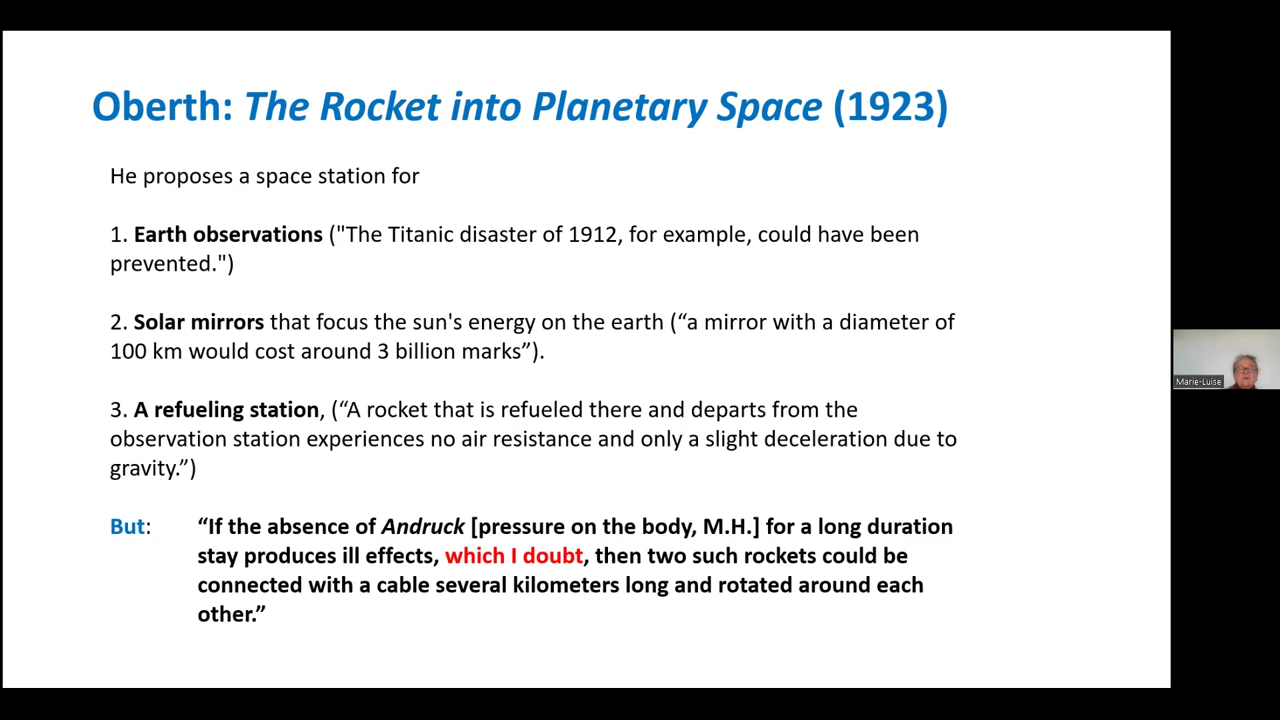 Oberth: The Rocket into Planetary Space (1923)
He proposes a space station for
1. Earth observations ("The Titanic disaster of 1912, for example, could have been
prevented.")
2. Solar mirrors that focus the sun's energy on the earth (“a mirror with a diameter of
100 km would cost around 3 billion marks”).
3. A refueling station, (“A rocket that is refueled there and departs from the
observation station experiences no air resistance and only a slight deceleration due to
gravity.”)
But: “If the absence of Andruck [pressure on the body, M.H.] for a long duration
stay produces ill effects, which I doubt, then two such rockets could be
connected with a cable several kilometers long and rotated around each
other.”
Marie-Luise